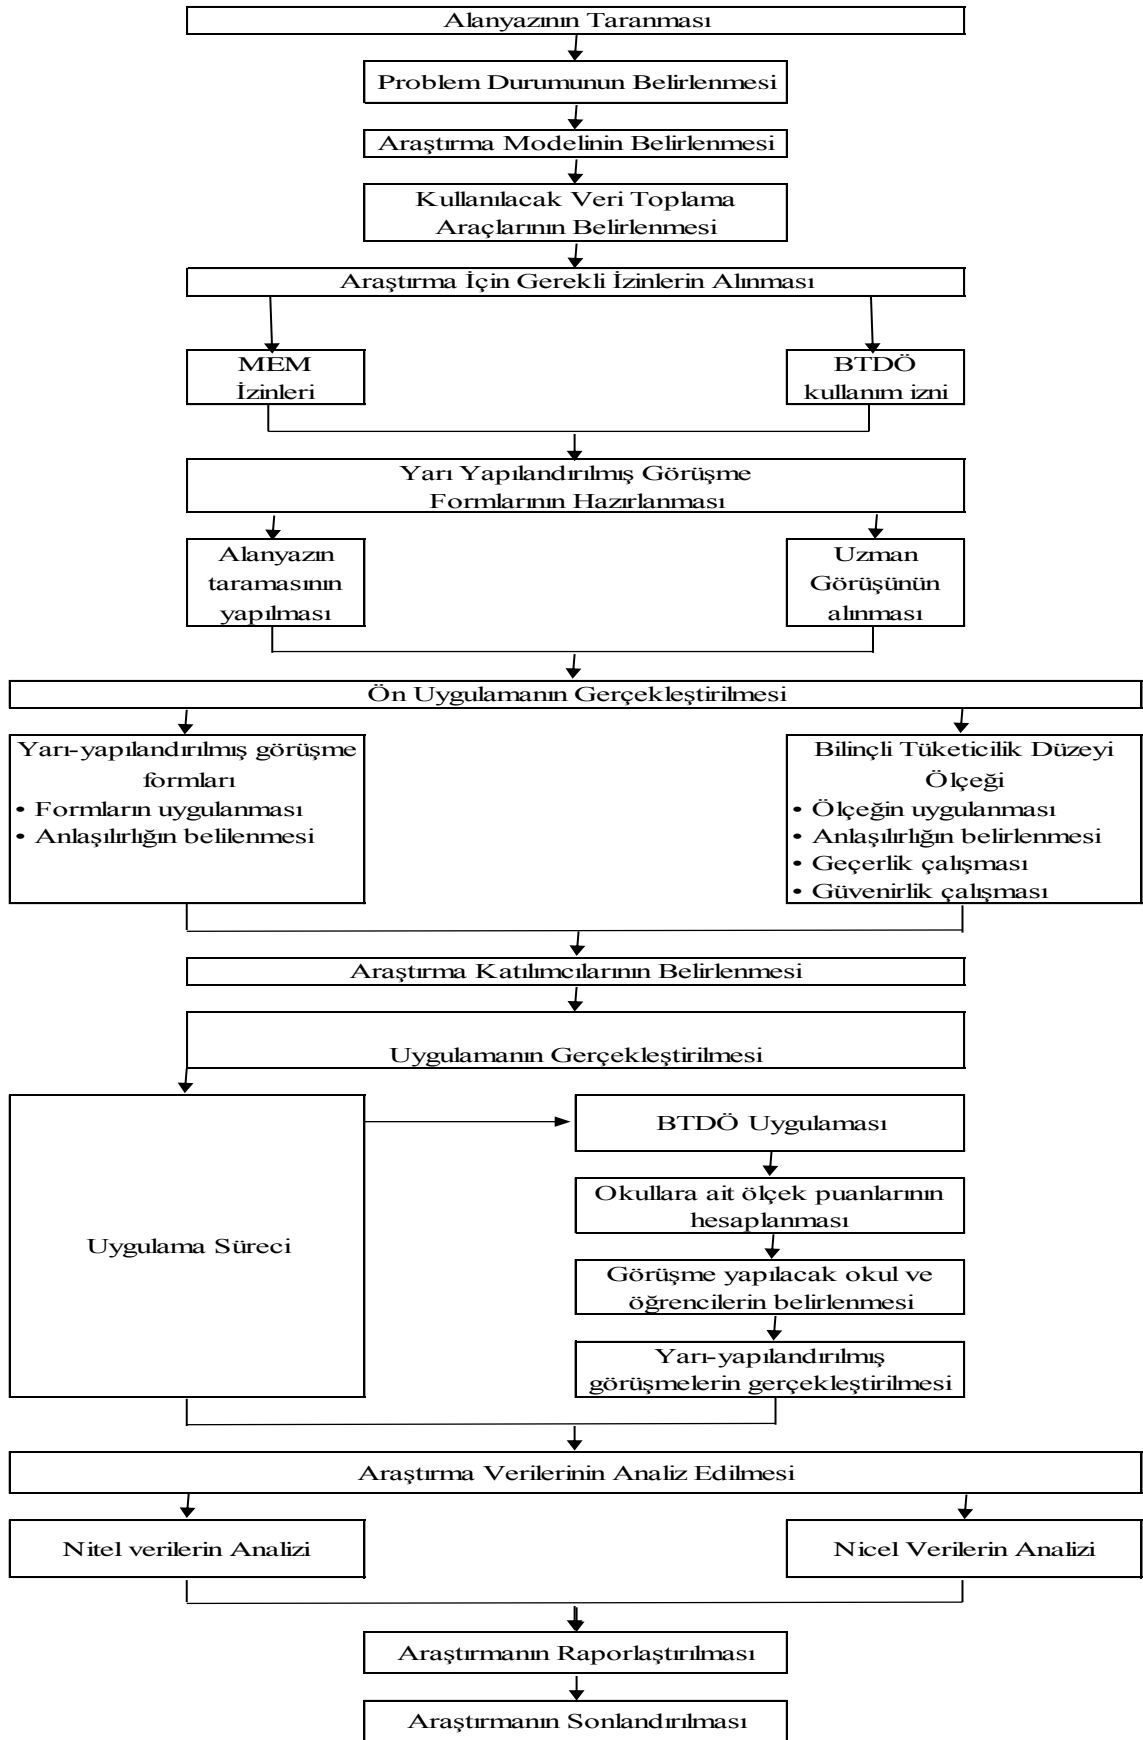 Alanyazının Taranması
Problem Durumunun Belirlenmesi
Araştırma Modelinin Belirlenmesi
Kullanılacak Veri Toplama
Araçlarının Belirlenmesi
Araştırma İçin Gerekli İzinlerin Alınması
MEM
İzinleri
BTDÖ
kullanım izni
Yarı Yapılandırılmış Görüşme
Formlarının Hazırlanması
Alanyazın
taramasının
yapılması
Uzman
Görüşünün
alınması
Ön Uygulamanın Gerçekleştirilmesi
Yarı-yapılandırılmış görüşme
formları
• Formların uygulanması
• Anlaşılırlığın belilenmesi
Bilinçli Tüketicilik Düzeyi
Ölçeği
• Ölçeğin uygulanması
• Anlaşılırlığın belirlenmesi
• Geçerlik çalışması
• Güvenirlik çalışması
Araştırma Katılımcılarının Belirlenmesi
Uygulamanın Gerçekleştirilmesi
Uygulama Süreci
BTDÖ Uygulaması
Okullara ait ölçek puanlarının
hesaplanması
Görüşme yapılacak okul ve
öğrencilerin belirlenmesi
Yarı-yapılandırılmış
görüşmelerin gerçekleştirilmesi
Araştırma Verilerinin Analiz Edilmesi
Nitel verilerin Analizi
Nicel Verilerin Analizi
Araştırmanın Raporlaştırılması
Araştırmanın Sonlandırılması